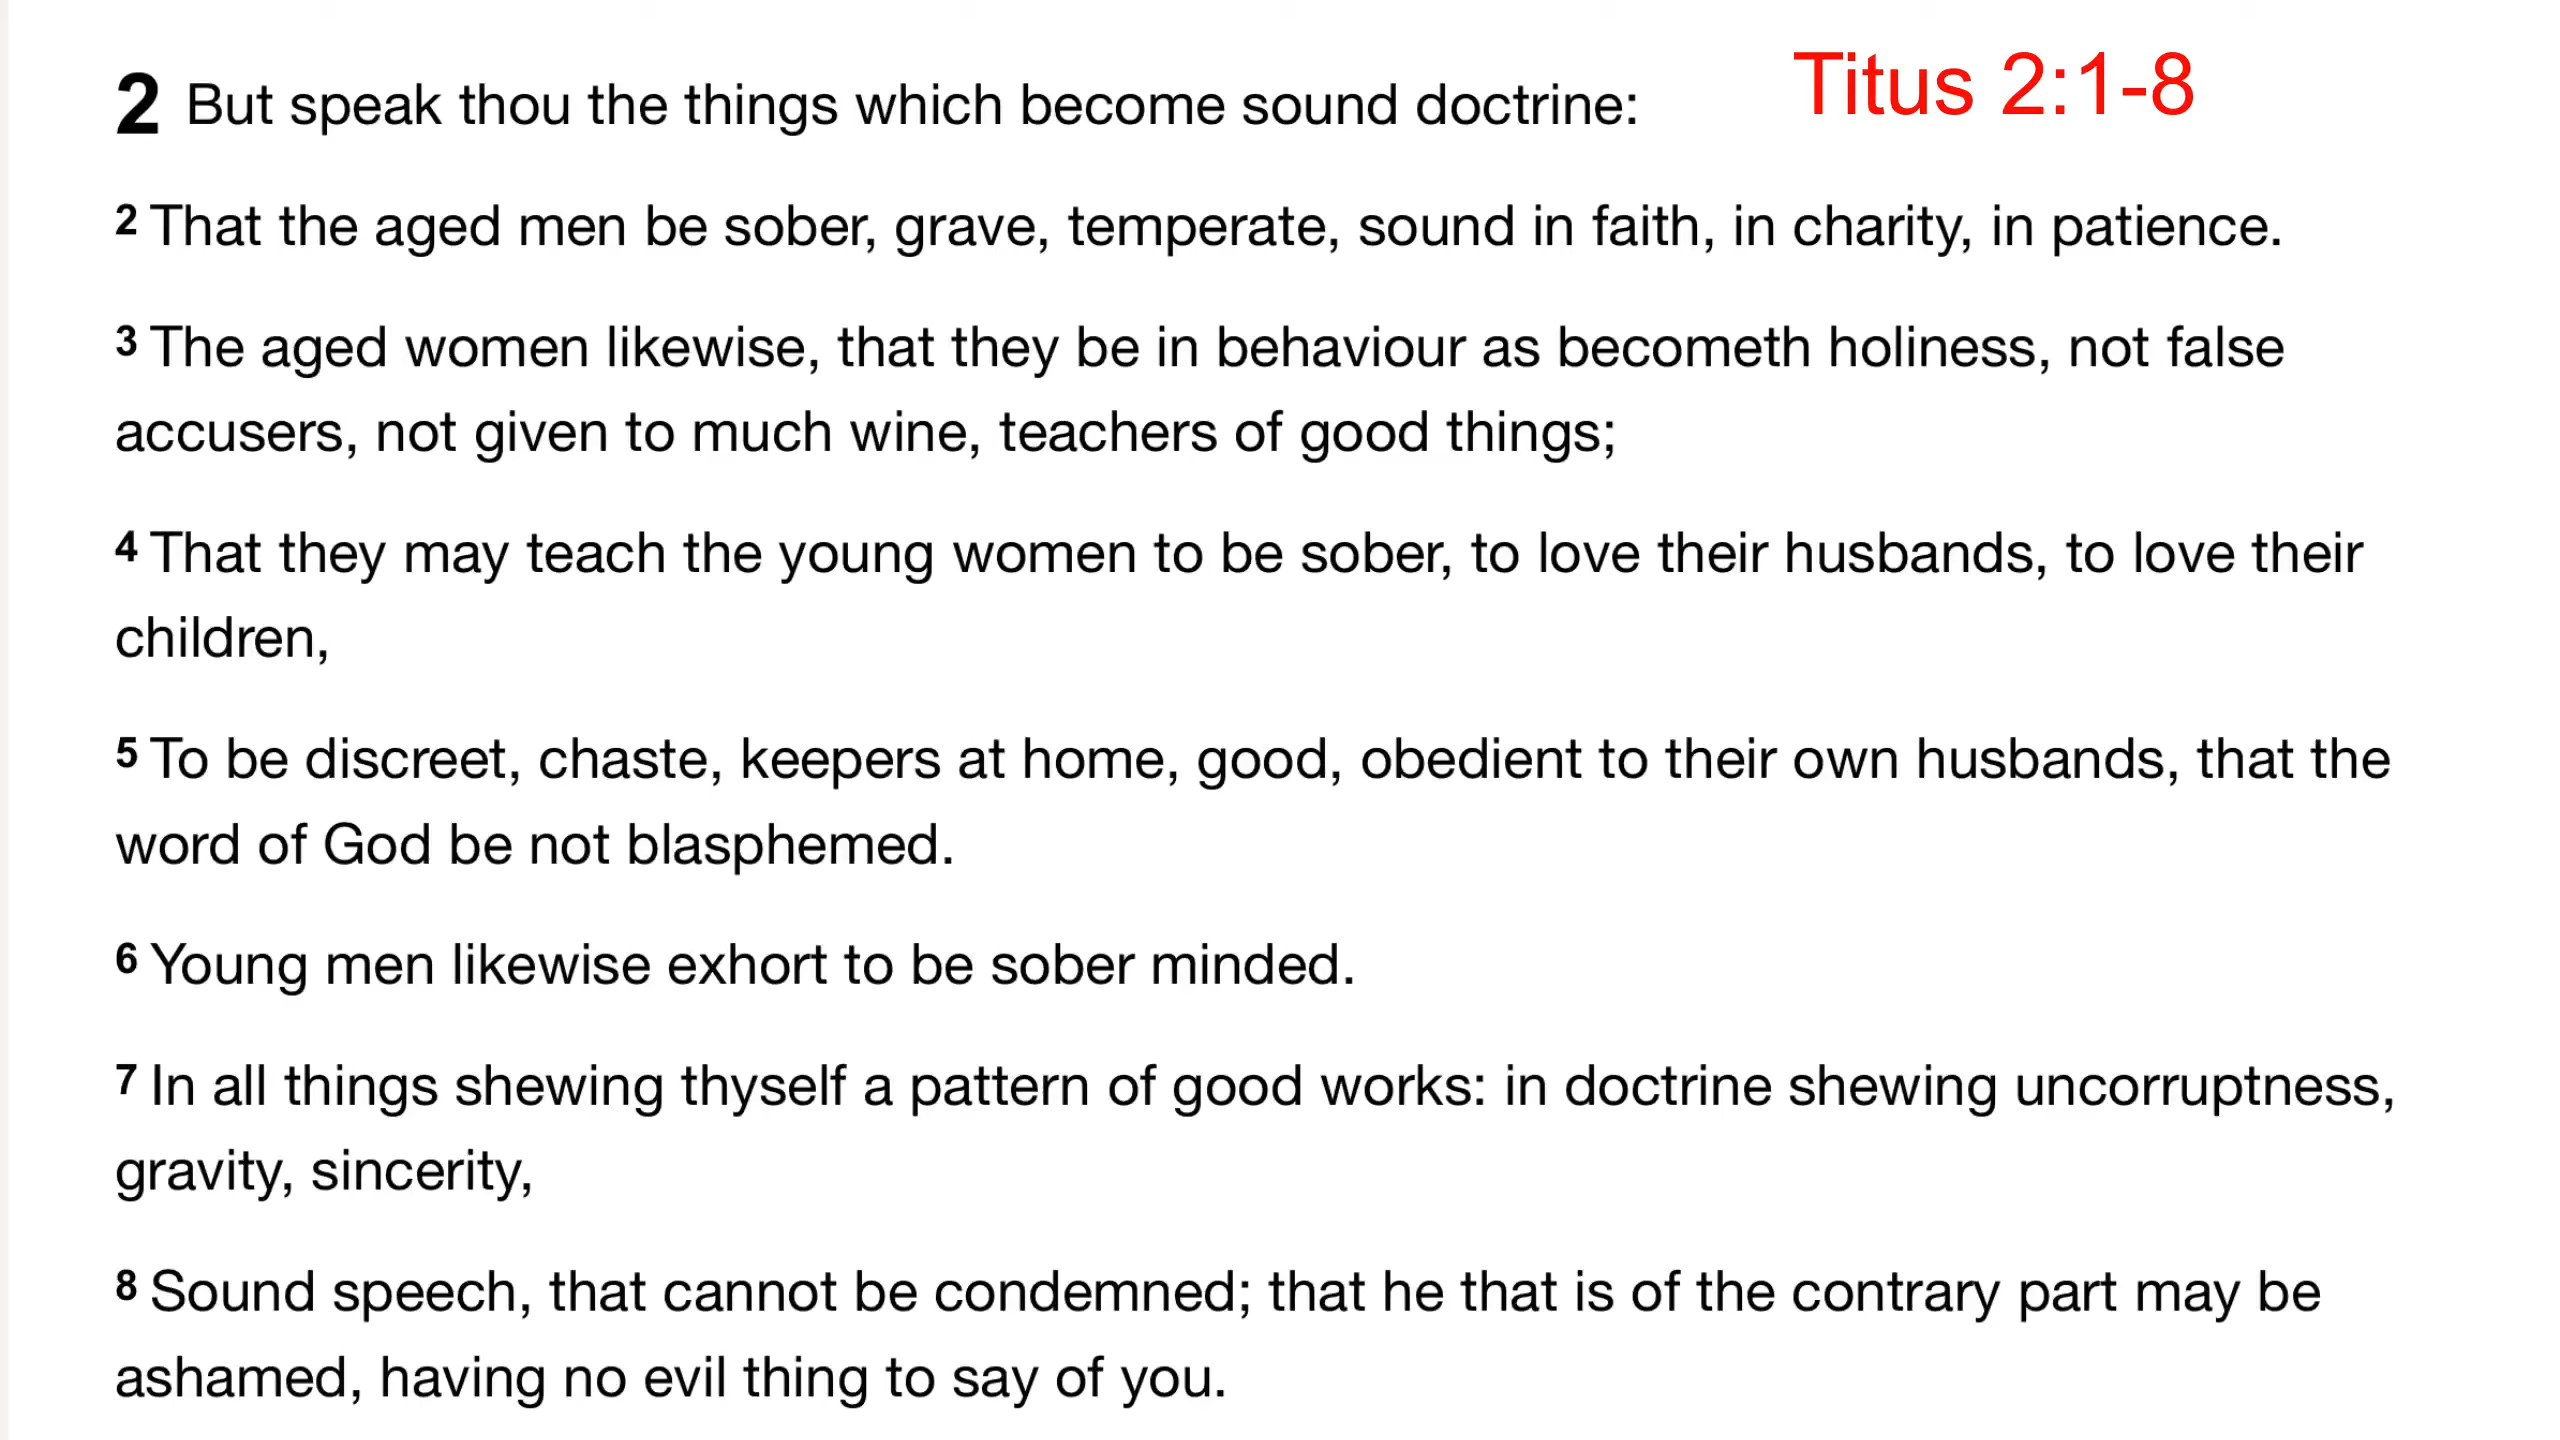 2 But speak thou the things which become sound doctrine: Titus 2:1-8
2 That the aged men be sober, grave, temperate, sound in faith, in charity, in patience.
3 The aged women likewise, that they be in behaviour as becometh holiness, not false
accusers, not given to much wine, teachers of good things;
4 That they may teach the young women to be sober, to love their husbands, to love their
children,
5 To be discreet, chaste, keepers at home, good, obedient to their own husbands, that the
word of God be not blasphemed.
6 Young men likewise exhort to be sober minded.
7 In all things shewing thyself a pattern of good works: in doctrine shewing uncorruptness,
gravity, sincerity,
8 Sound speech, that cannot be condemned; that he that is of the contrary part may be
ashamed, having no evil thing to say of you.